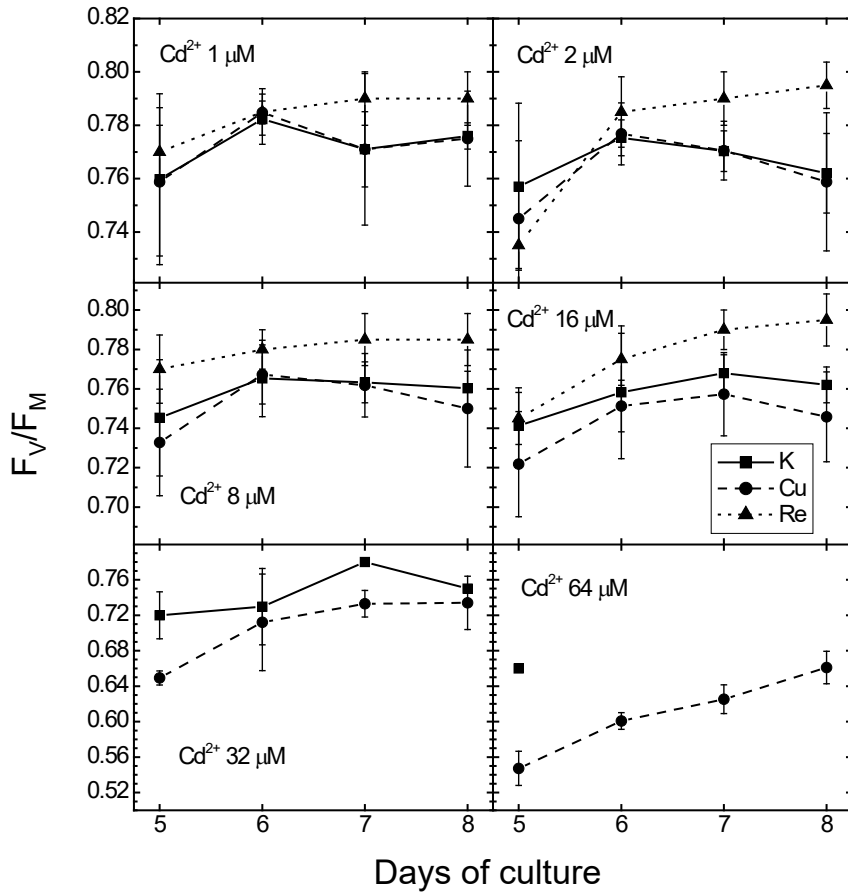 0.82
0.80
0.78
0.76
0.74
Cd²⁺ 1 μM
Cd²⁺ 2 μM
0.80
0.78
0.76
0.74
0.72
0.70
Cd²⁺ 8 μM
Cd²⁺ 16 μM
K
Cu
Re
0.76
0.72
0.68
0.64
0.60
0.56
0.52
Cd²⁺ 32 μM
Cd²⁺ 64 μM
5 6 7 8 5 6 7 8
F_V/F_M
Days of culture